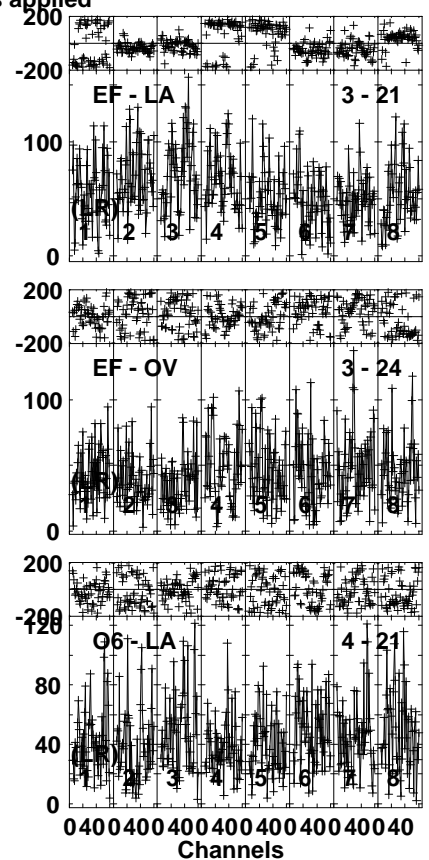 s applied
200
-200
EF - LA 3 - 21
100
(LR)
1 2 3 4 5 6 7 8
0
200
-200
EF - OV 3 - 24
100
(LR)
1 2 3 4 5 6 7 8
0
200
-200
120
O6 - LA 4 - 21
80
40
(LR)
1 2 3 4 5 6 7 8
0
0 40 0 40 0 40 0 40 0 40 0 40 0 40 0 40
Channels